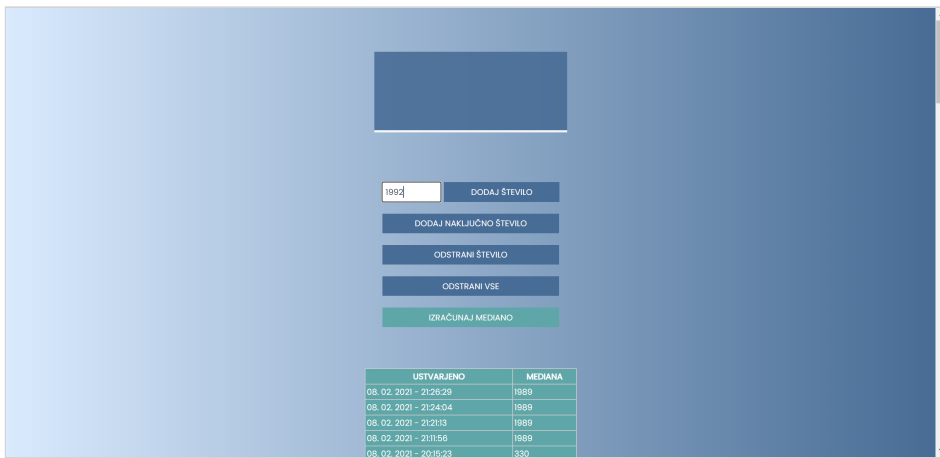 1992 DODAJ ŠTEVILO
DODAJ NAKLJUČNO ŠTEVILO
ODSTRANI ŠTEVILO
ODSTRANI VSE
IZRAČUNAJ MEDIANO
USTVARJENO MEDIANA
08. 02. 2021 - 21:26:29 1989
08. 02. 2021 - 21:24:04 1989
08. 02. 2021 - 21:21:13 1989
08. 02. 2021 - 21:11:56 1989
08. 02. 2021 - 20:15:23 330